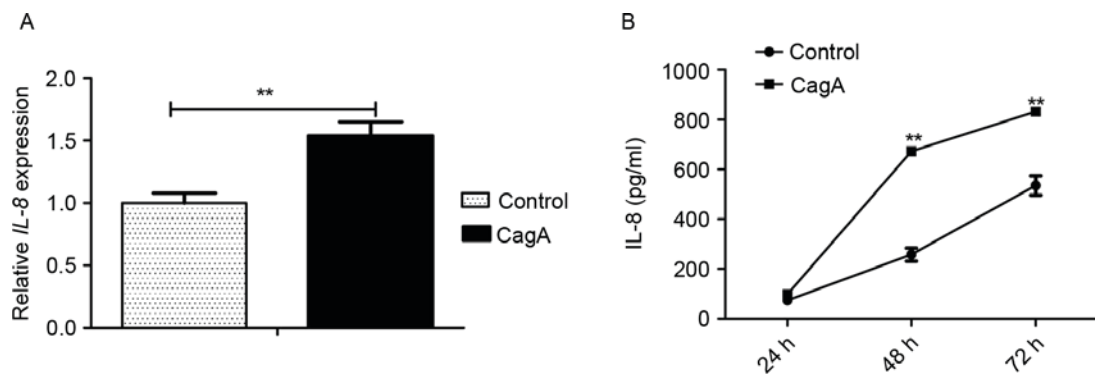 A
Relative IL-8 expression
2.0
1.5
1.0
0.5
0.0
**
Control
CagA
B
Control
CagA
IL-8 (pg/ml)
1000
800
600
400
200
0
**
**
24 h
48 h
72 h